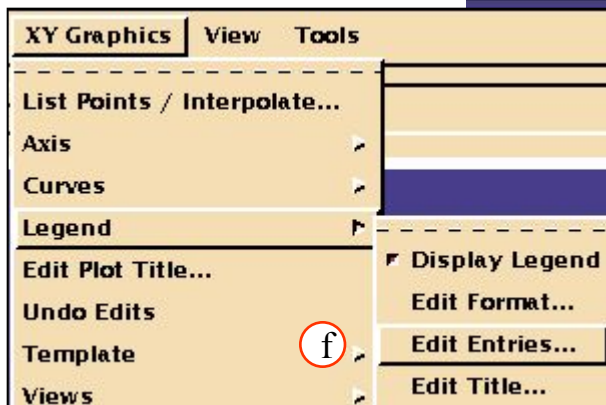 XY Graphics View Tools
List Points / Interpolate...
Axis
Curves
Legend
Edit Plot Title...
Undo Edits
Template
Views
Display Legend
Edit Format...
f Edit Entries...
Edit Title...